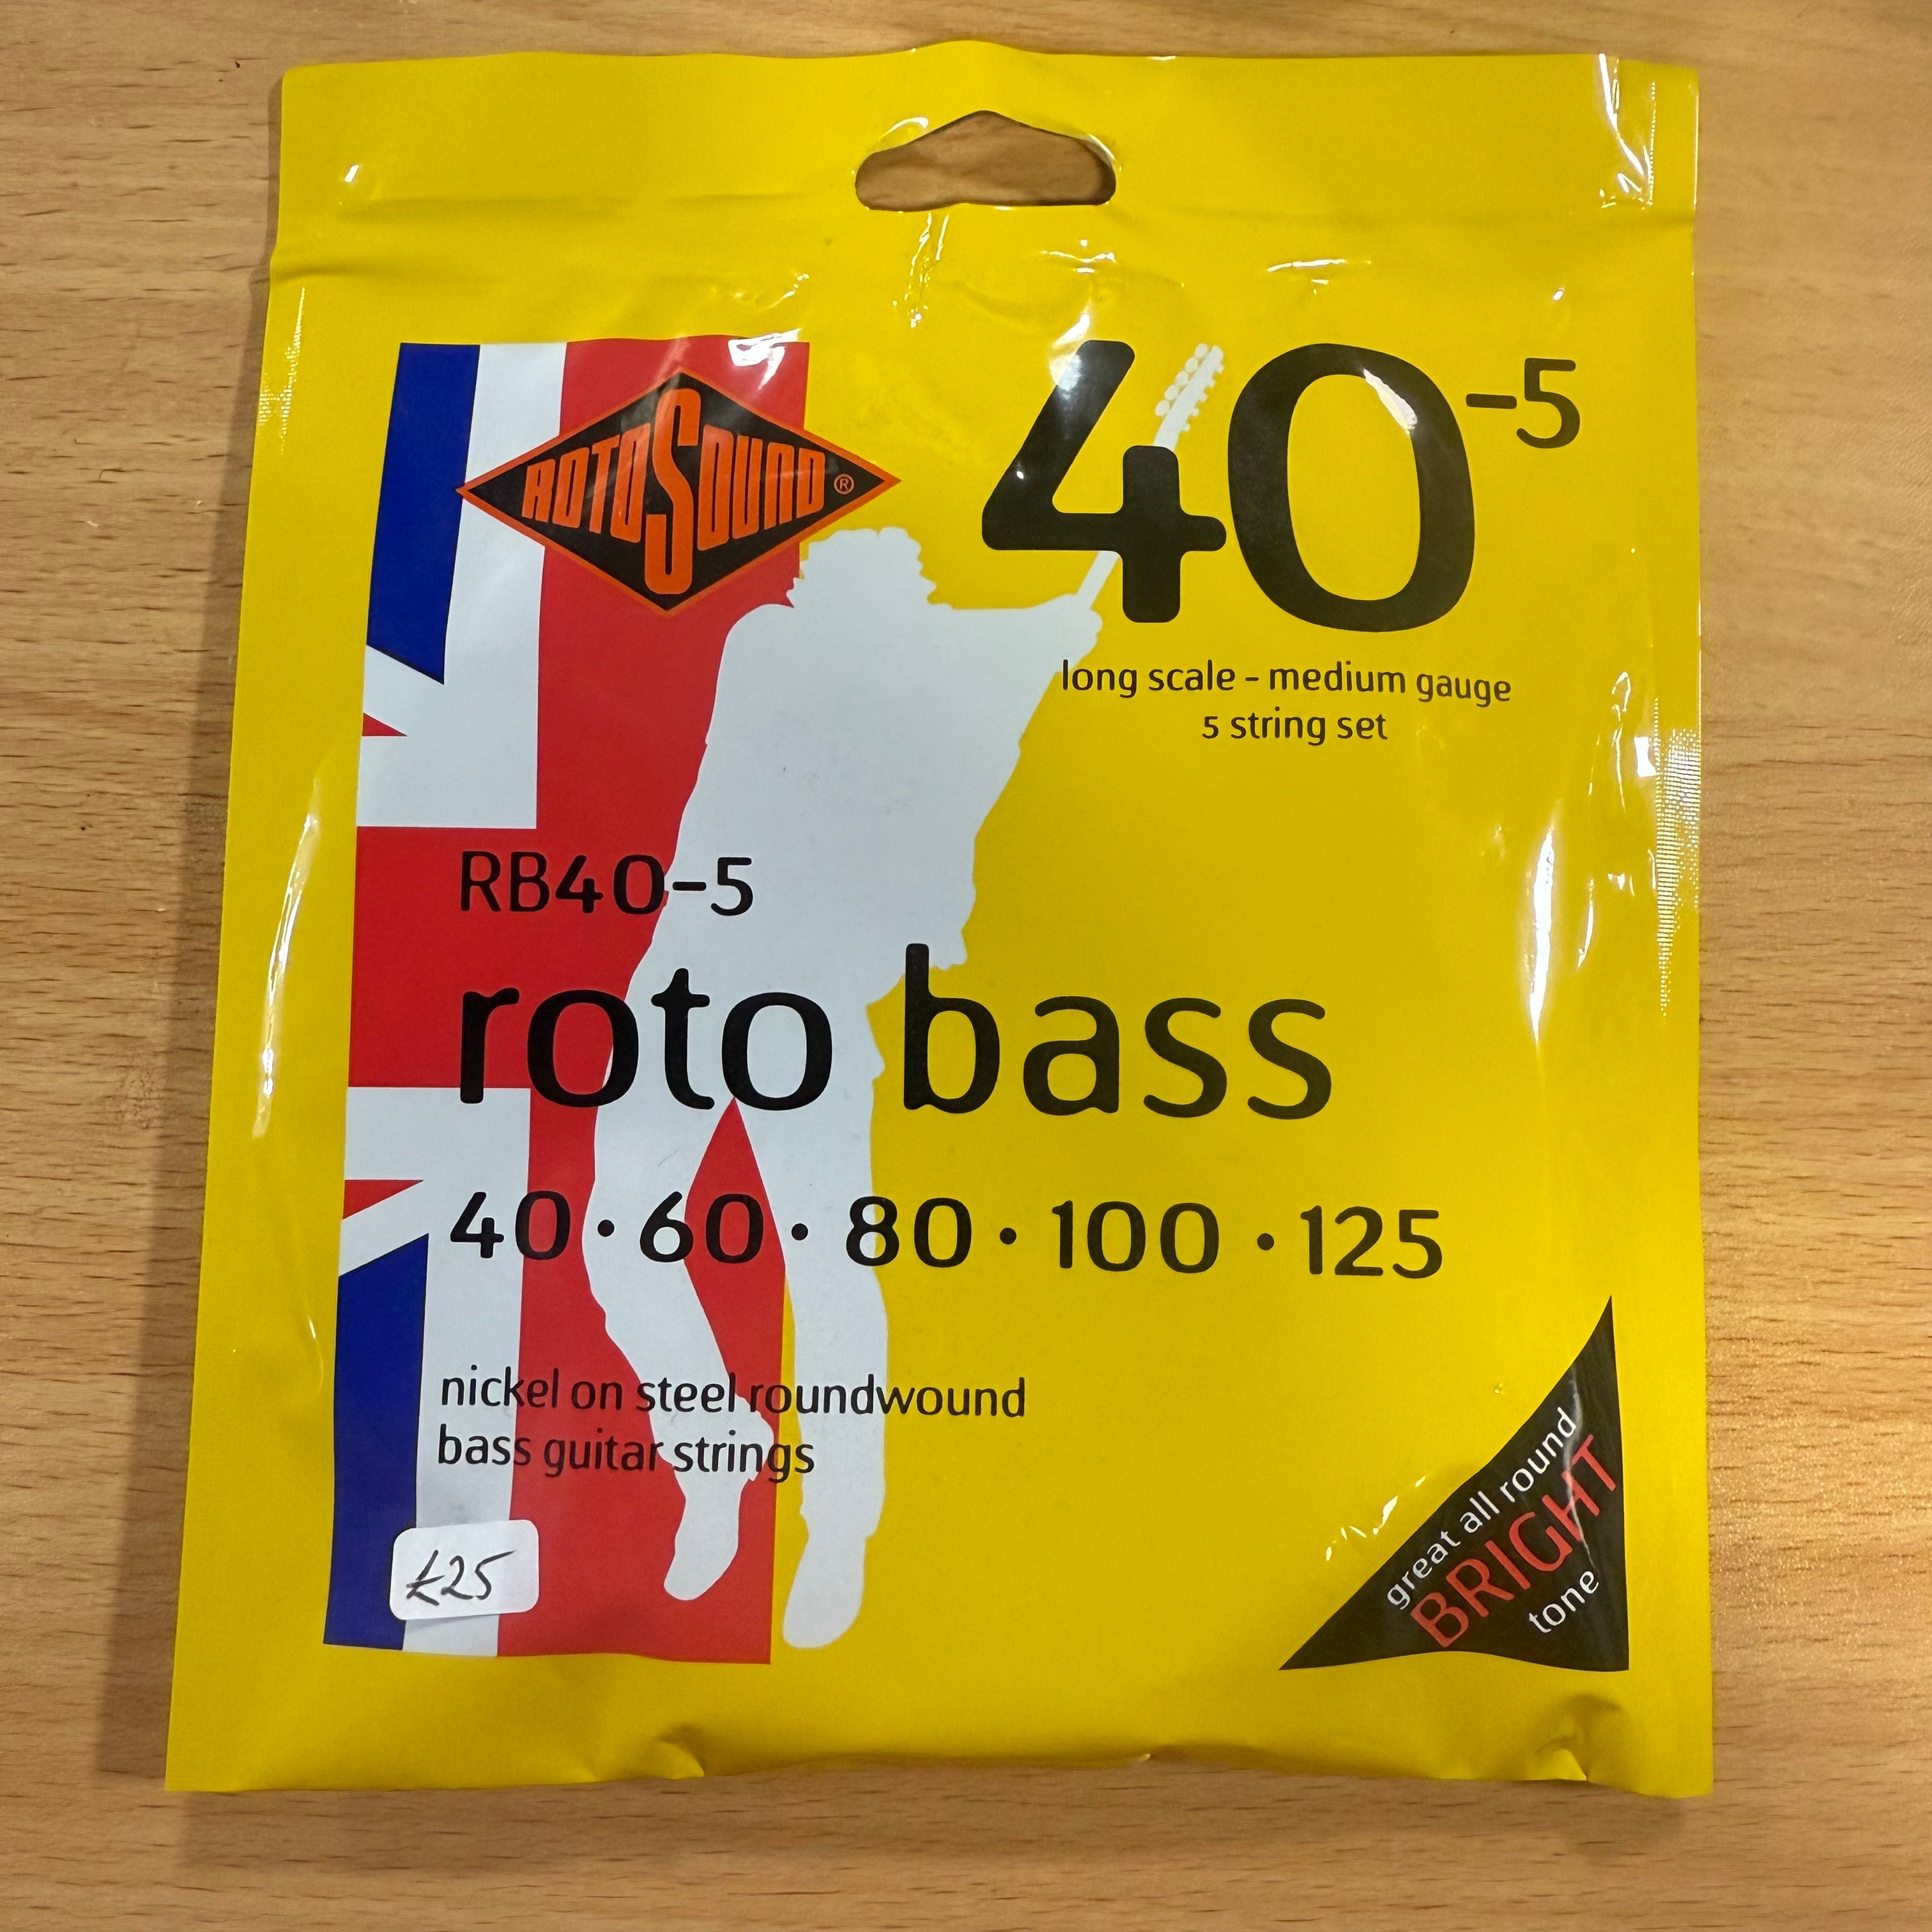 ROTOSOUND®
40-5
long scale - medium gauge
5 string set
RB40-5
roto bass
40 · 60 · 80 · 100 · 125
nickel on steel roundwound
bass guitar strings
£25
great all round
BRIGHT
tone